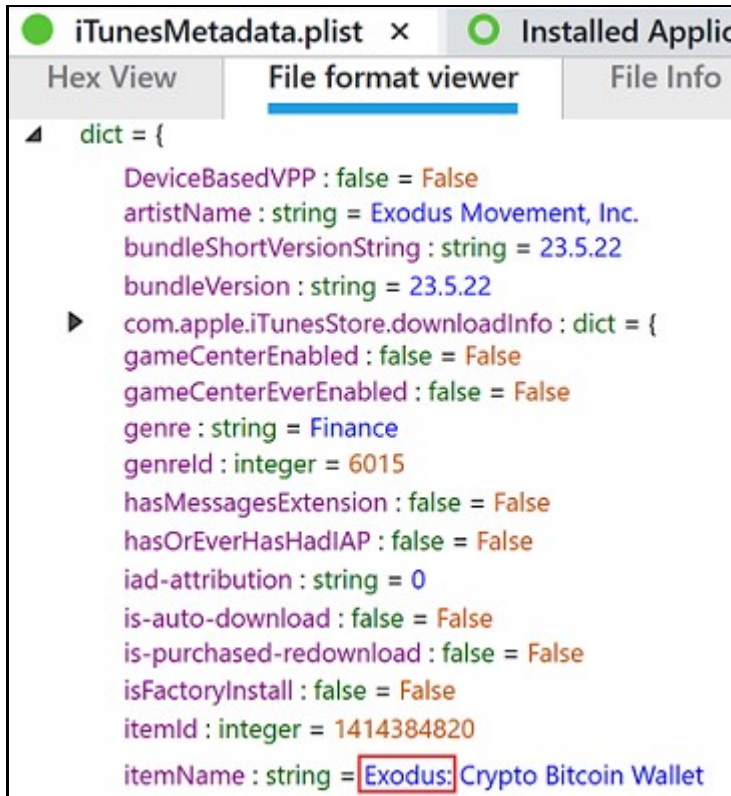 iTunesMetadata.plist × Installed Applic
Hex View File format viewer File Info
dict = {
DeviceBasedVPP : false = False
artistName : string = Exodus Movement, Inc.
bundleShortVersionString : string = 23.5.22
bundleVersion : string = 23.5.22
com.apple.iTunesStore.downloadInfo : dict = {
gameCenterEnabled : false = False
gameCenterEverEnabled : false = False
genre : string = Finance
genreId : integer = 6015
hasMessagesExtension : false = False
hasOrEverHasHadIAP : false = False
iad-attribution : string = 0
is-auto-download : false = False
is-purchased-redownload : false = False
isFactoryInstall : false = False
itemId : integer = 1414384820
itemName : string = Exodus: Crypto Bitcoin Wallet